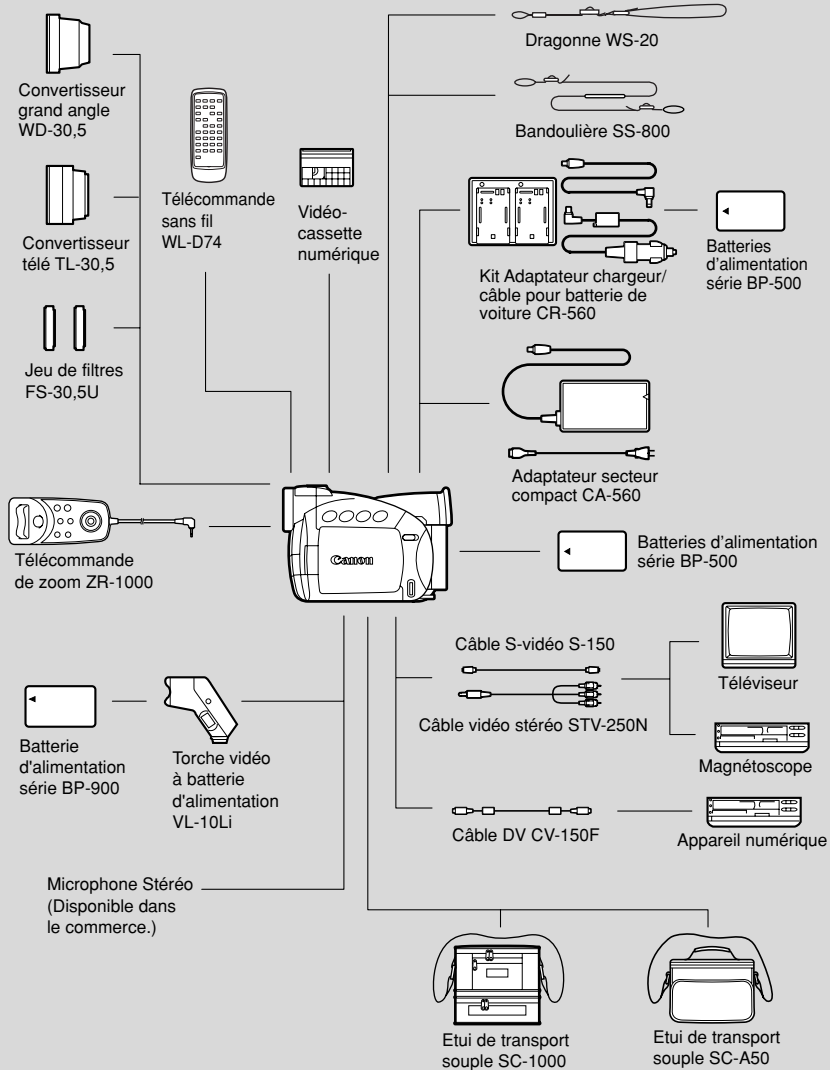 Dragonne WS-20
Bandoulière SS-800
Convertisseur
grand angle
WD-30,5
Convertisseur
télé TL-30,5
Jeu de filtres
FS-30,5U
Télécommande
sans fil
WL-D74
Vidéo-
cassette
numérique
Kit Adaptateur chargeur/
câble pour batterie de
voiture CR-560
Batteries
d'alimentation
série BP-500
Adaptateur secteur
compact CA-560
Télécommande
de zoom ZR-1000
Canon
Batteries d'alimentation
série BP-500
Câble S-vidéo S-150
Câble vidéo stéréo STV-250N
Téléviseur
Magnétoscope
Batterie
d'alimentation
série BP-900
Torche vidéo
à batterie
d'alimentation
VL-10Li
Câble DV CV-150F
Appareil numérique
Microphone Stéréo
(Disponible dans
le commerce.)
Etui de transport
souple SC-1000
Etui de transport
souple SC-A50